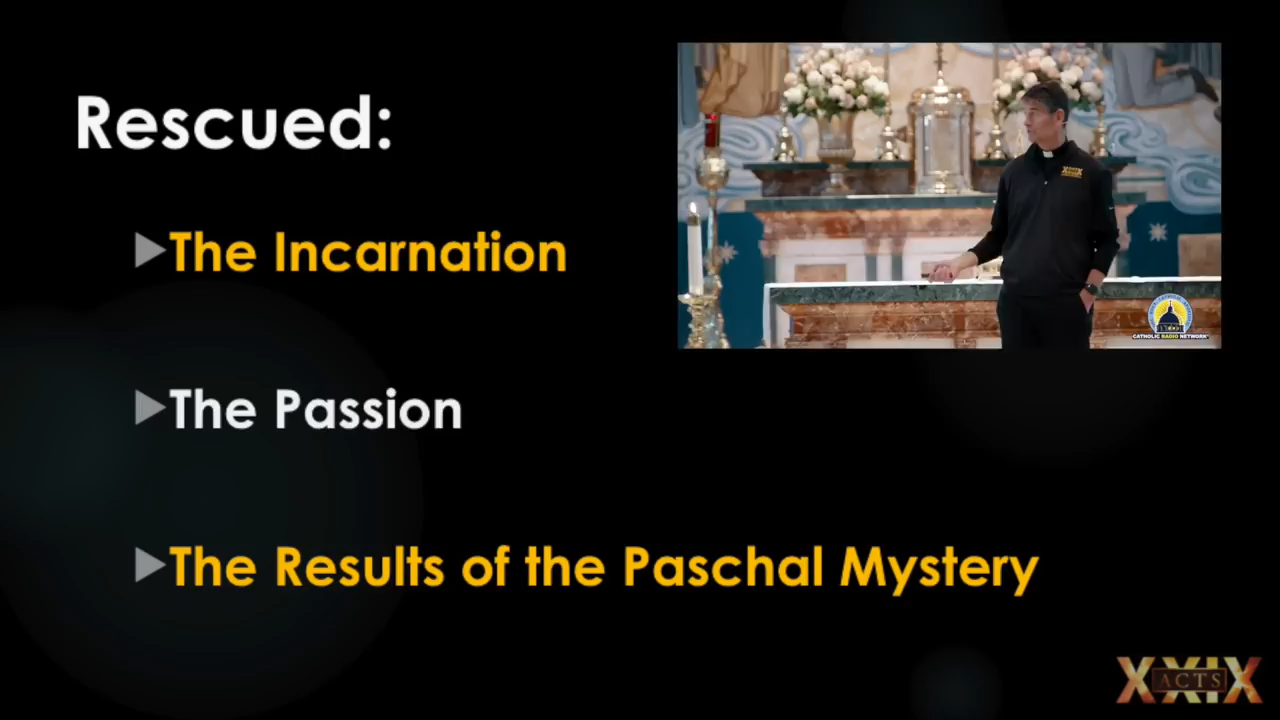 Rescued:
The Incarnation
The Passion
The Results of the Paschal Mystery
CATHOLIC RADIO NETWORK
XXIX
ACTS